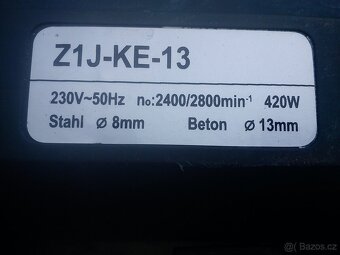 Z1J-KE-13
230V~50Hz n₀:2400/2800min⁻¹ 420W
Stahl Ø 8mm Beton Ø 13mm
Bazos.cz